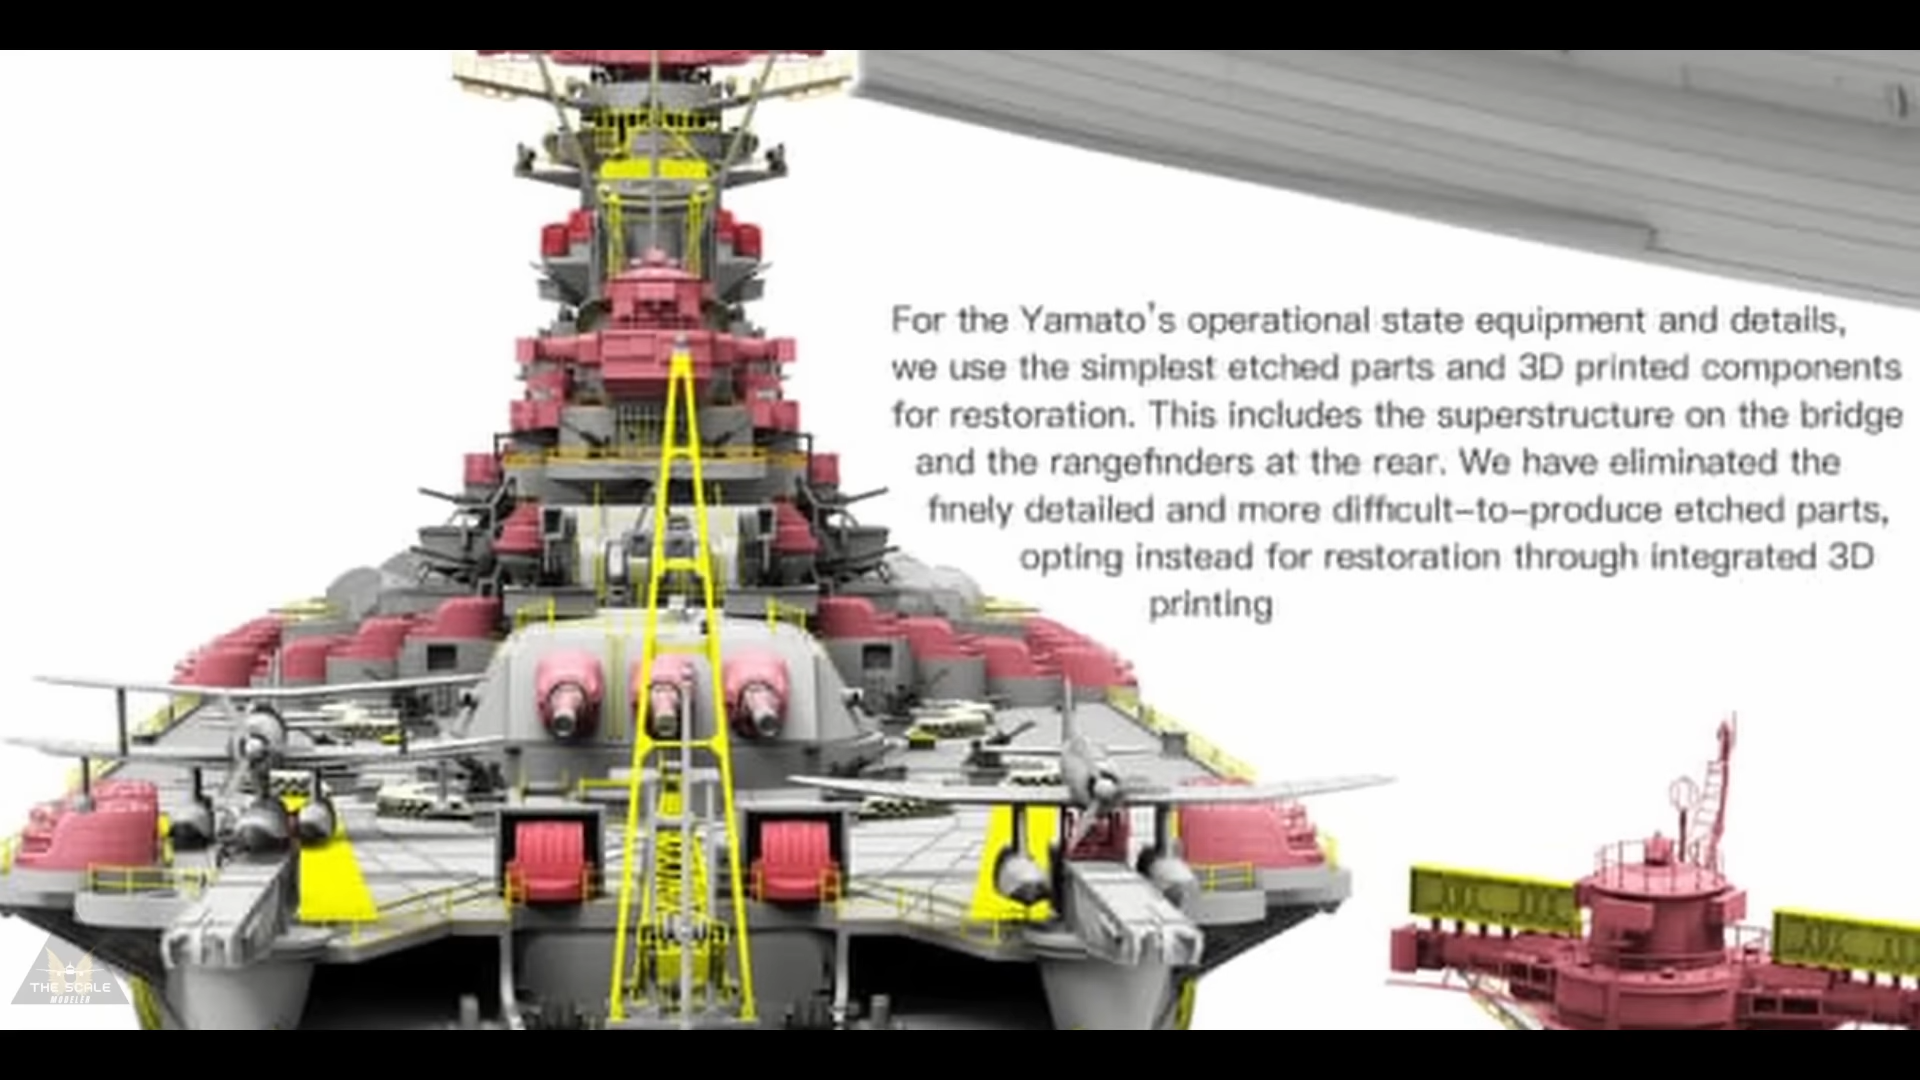 For the Yamato's operational state equipment and details,
we use the simplest etched parts and 3D printed components
for restoration. This includes the superstructure on the bridge
and the rangefinders at the rear. We have eliminated the
finely detailed and more difficult-to-produce etched parts,
opting instead for restoration through integrated 3D
printing
THE SCALE
MODELER